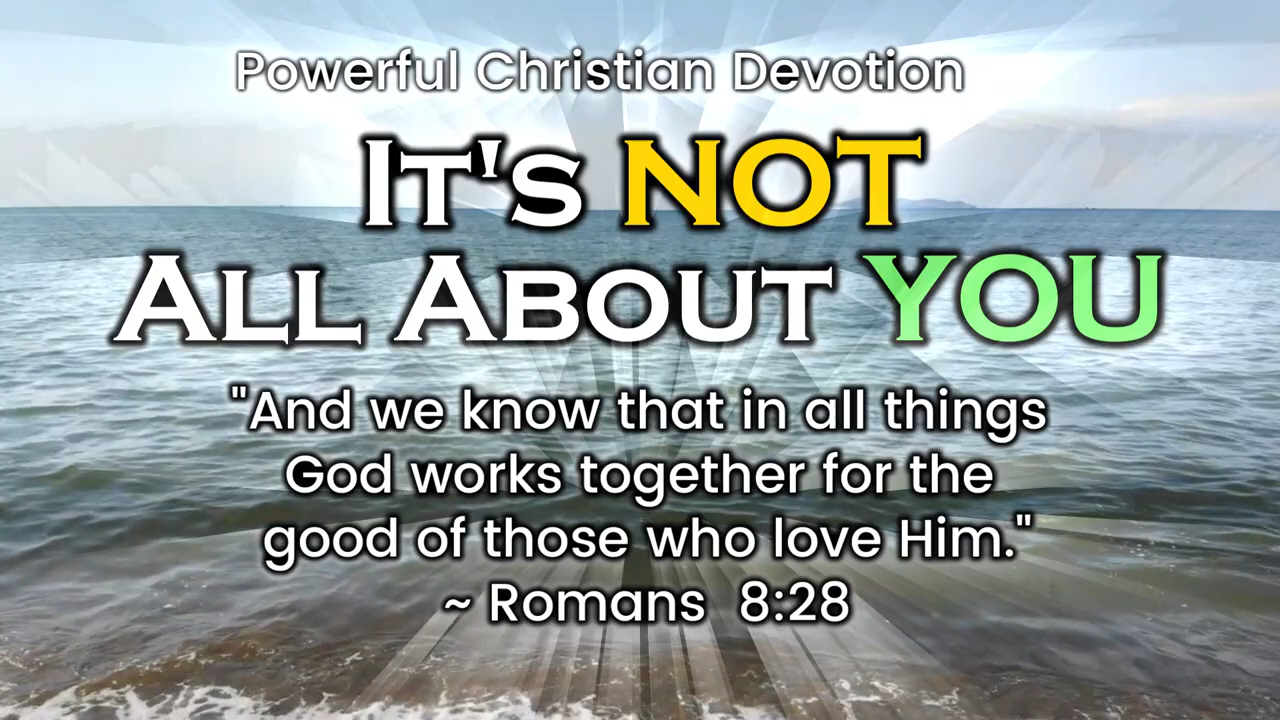 Powerful Christian Devotion
It's NOT
All About YOU
"And we know that in all things
God works together for the
good of those who love Him."
~ Romans 8:28